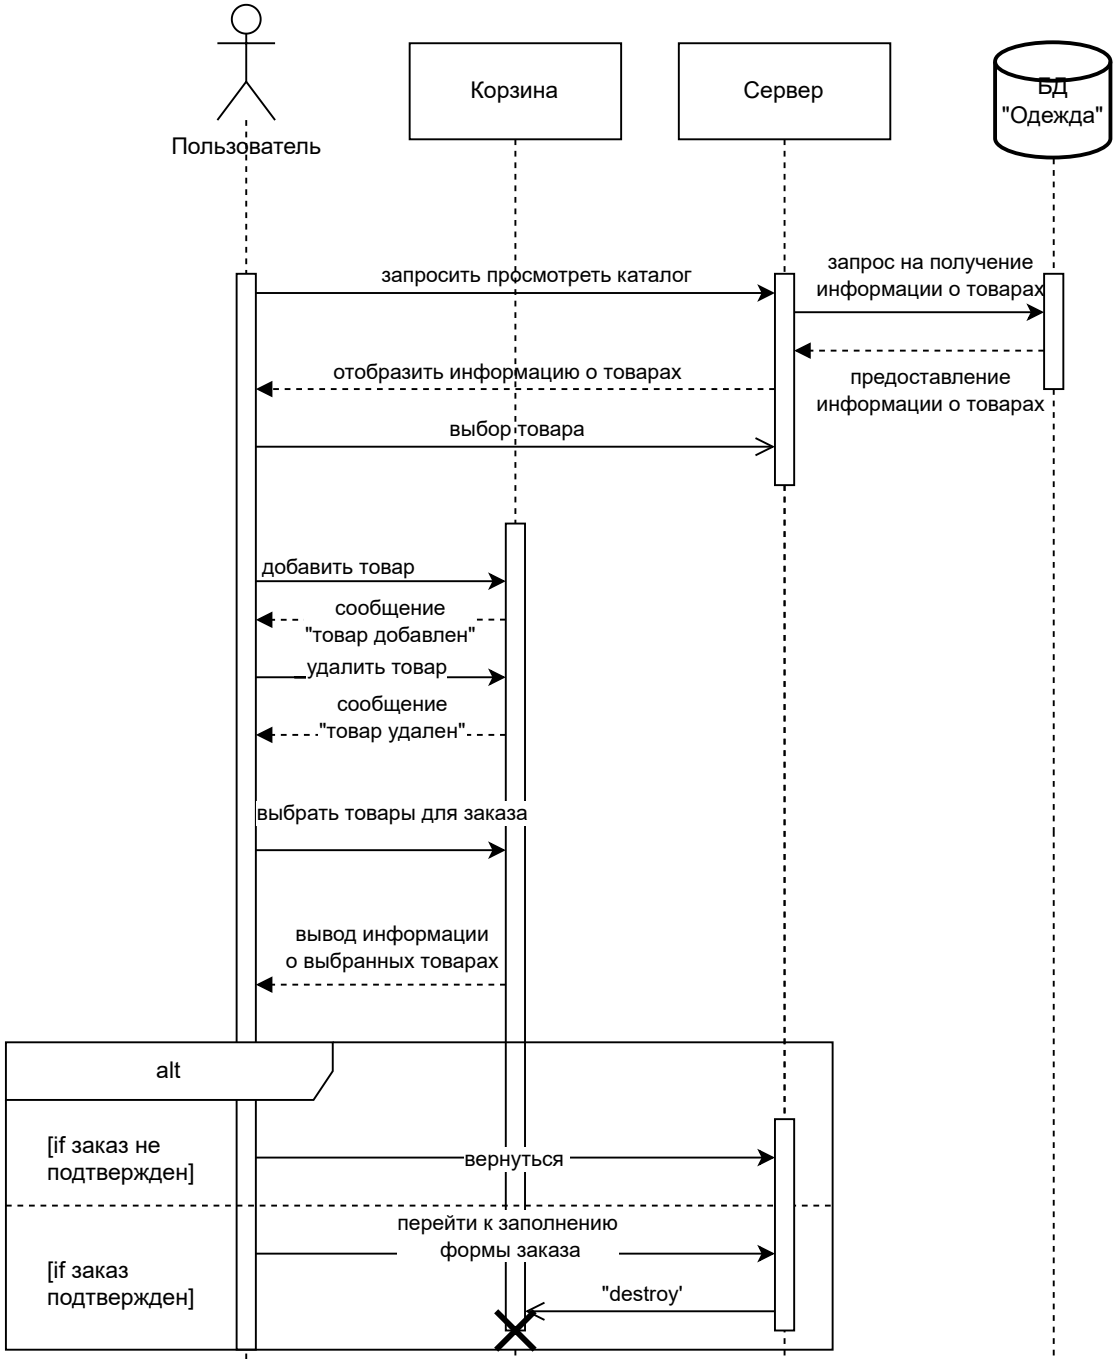 Пользователь
Корзина
Сервер
БД
"Одежда"
запросить просмотреть каталог
запрос на получение
информации о товарах
отобразить информацию о товарах
предоставление
информации о товарах
выбор товара
добавить товар
сообщение
"товар добавлен"
удалить товар
сообщение
"товар удален"
выбрать товары для заказа
вывод информации
о выбранных товарах
alt
[if заказ не
подтвержден]
вернуться
перейти к заполнению
формы заказа
[if заказ
подтвержден]
"destroy'